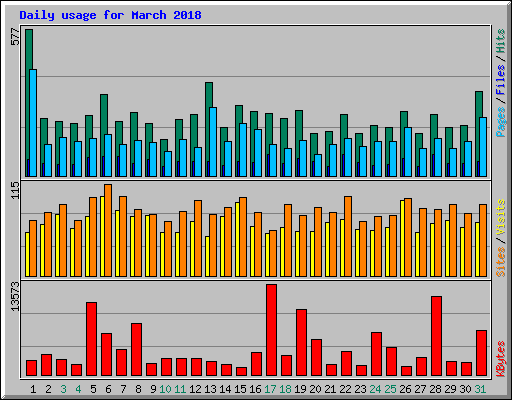 Daily usage for March 2018
577
Pages / Files / Hits
115
Sites / Visits
13573
KBytes
1 2 3 4 5 6 7 8 9 10 11 12 13 14 15 16 17 18 19 20 21 22 23 24 25 26 27 28 29 30 31